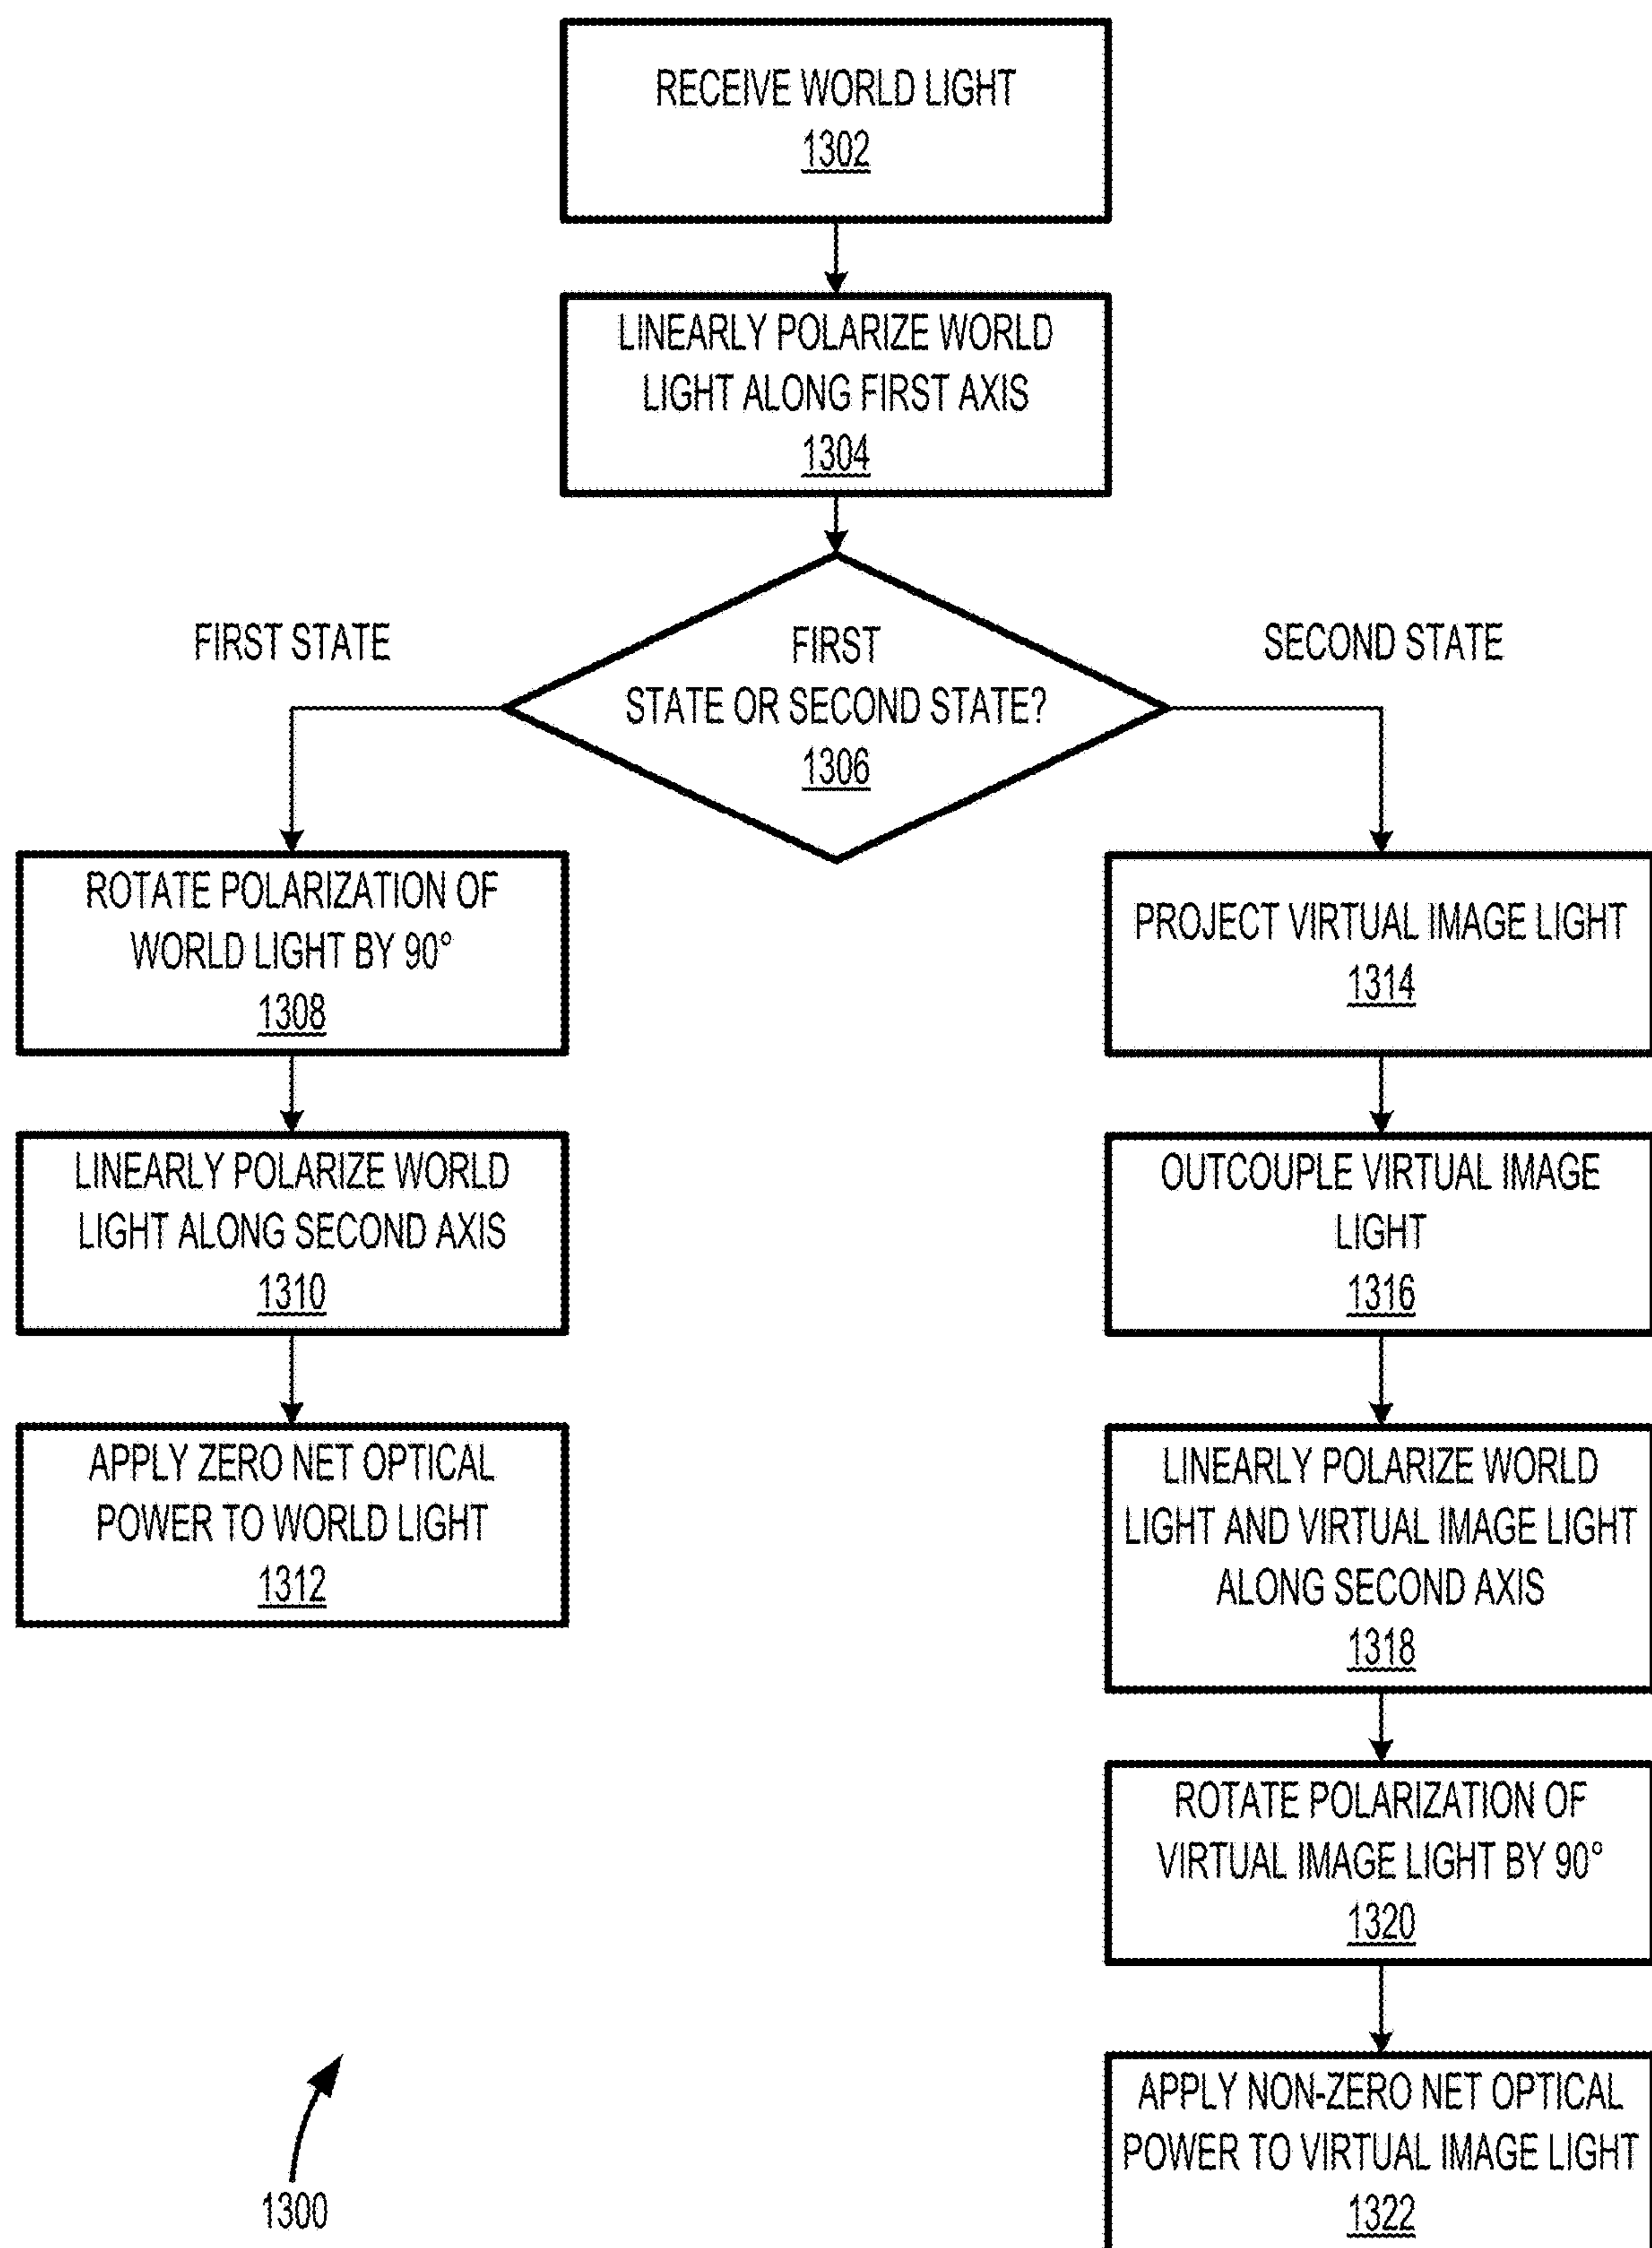 RECEIVE WORLD LIGHT
1302
LINEARLY POLARIZE WORLD
LIGHT ALONG FIRST AXIS
1304
FIRST
STATE OR SECOND STATE?
1306
FIRST STATE
ROTATE POLARIZATION OF
WORLD LIGHT BY 90°
1308
LINEARLY POLARIZE WORLD
LIGHT ALONG SECOND AXIS
1310
APPLY ZERO NET OPTICAL
POWER TO WORLD LIGHT
1312
SECOND STATE
PROJECT VIRTUAL IMAGE LIGHT
1314
OUTCOUPLE VIRTUAL IMAGE
LIGHT
1316
LINEARLY POLARIZE WORLD
LIGHT AND VIRTUAL IMAGE LIGHT
ALONG SECOND AXIS
1318
ROTATE POLARIZATION OF
VIRTUAL IMAGE LIGHT BY 90°
1320
APPLY NON-ZERO NET OPTICAL
POWER TO VIRTUAL IMAGE LIGHT
1322
1300